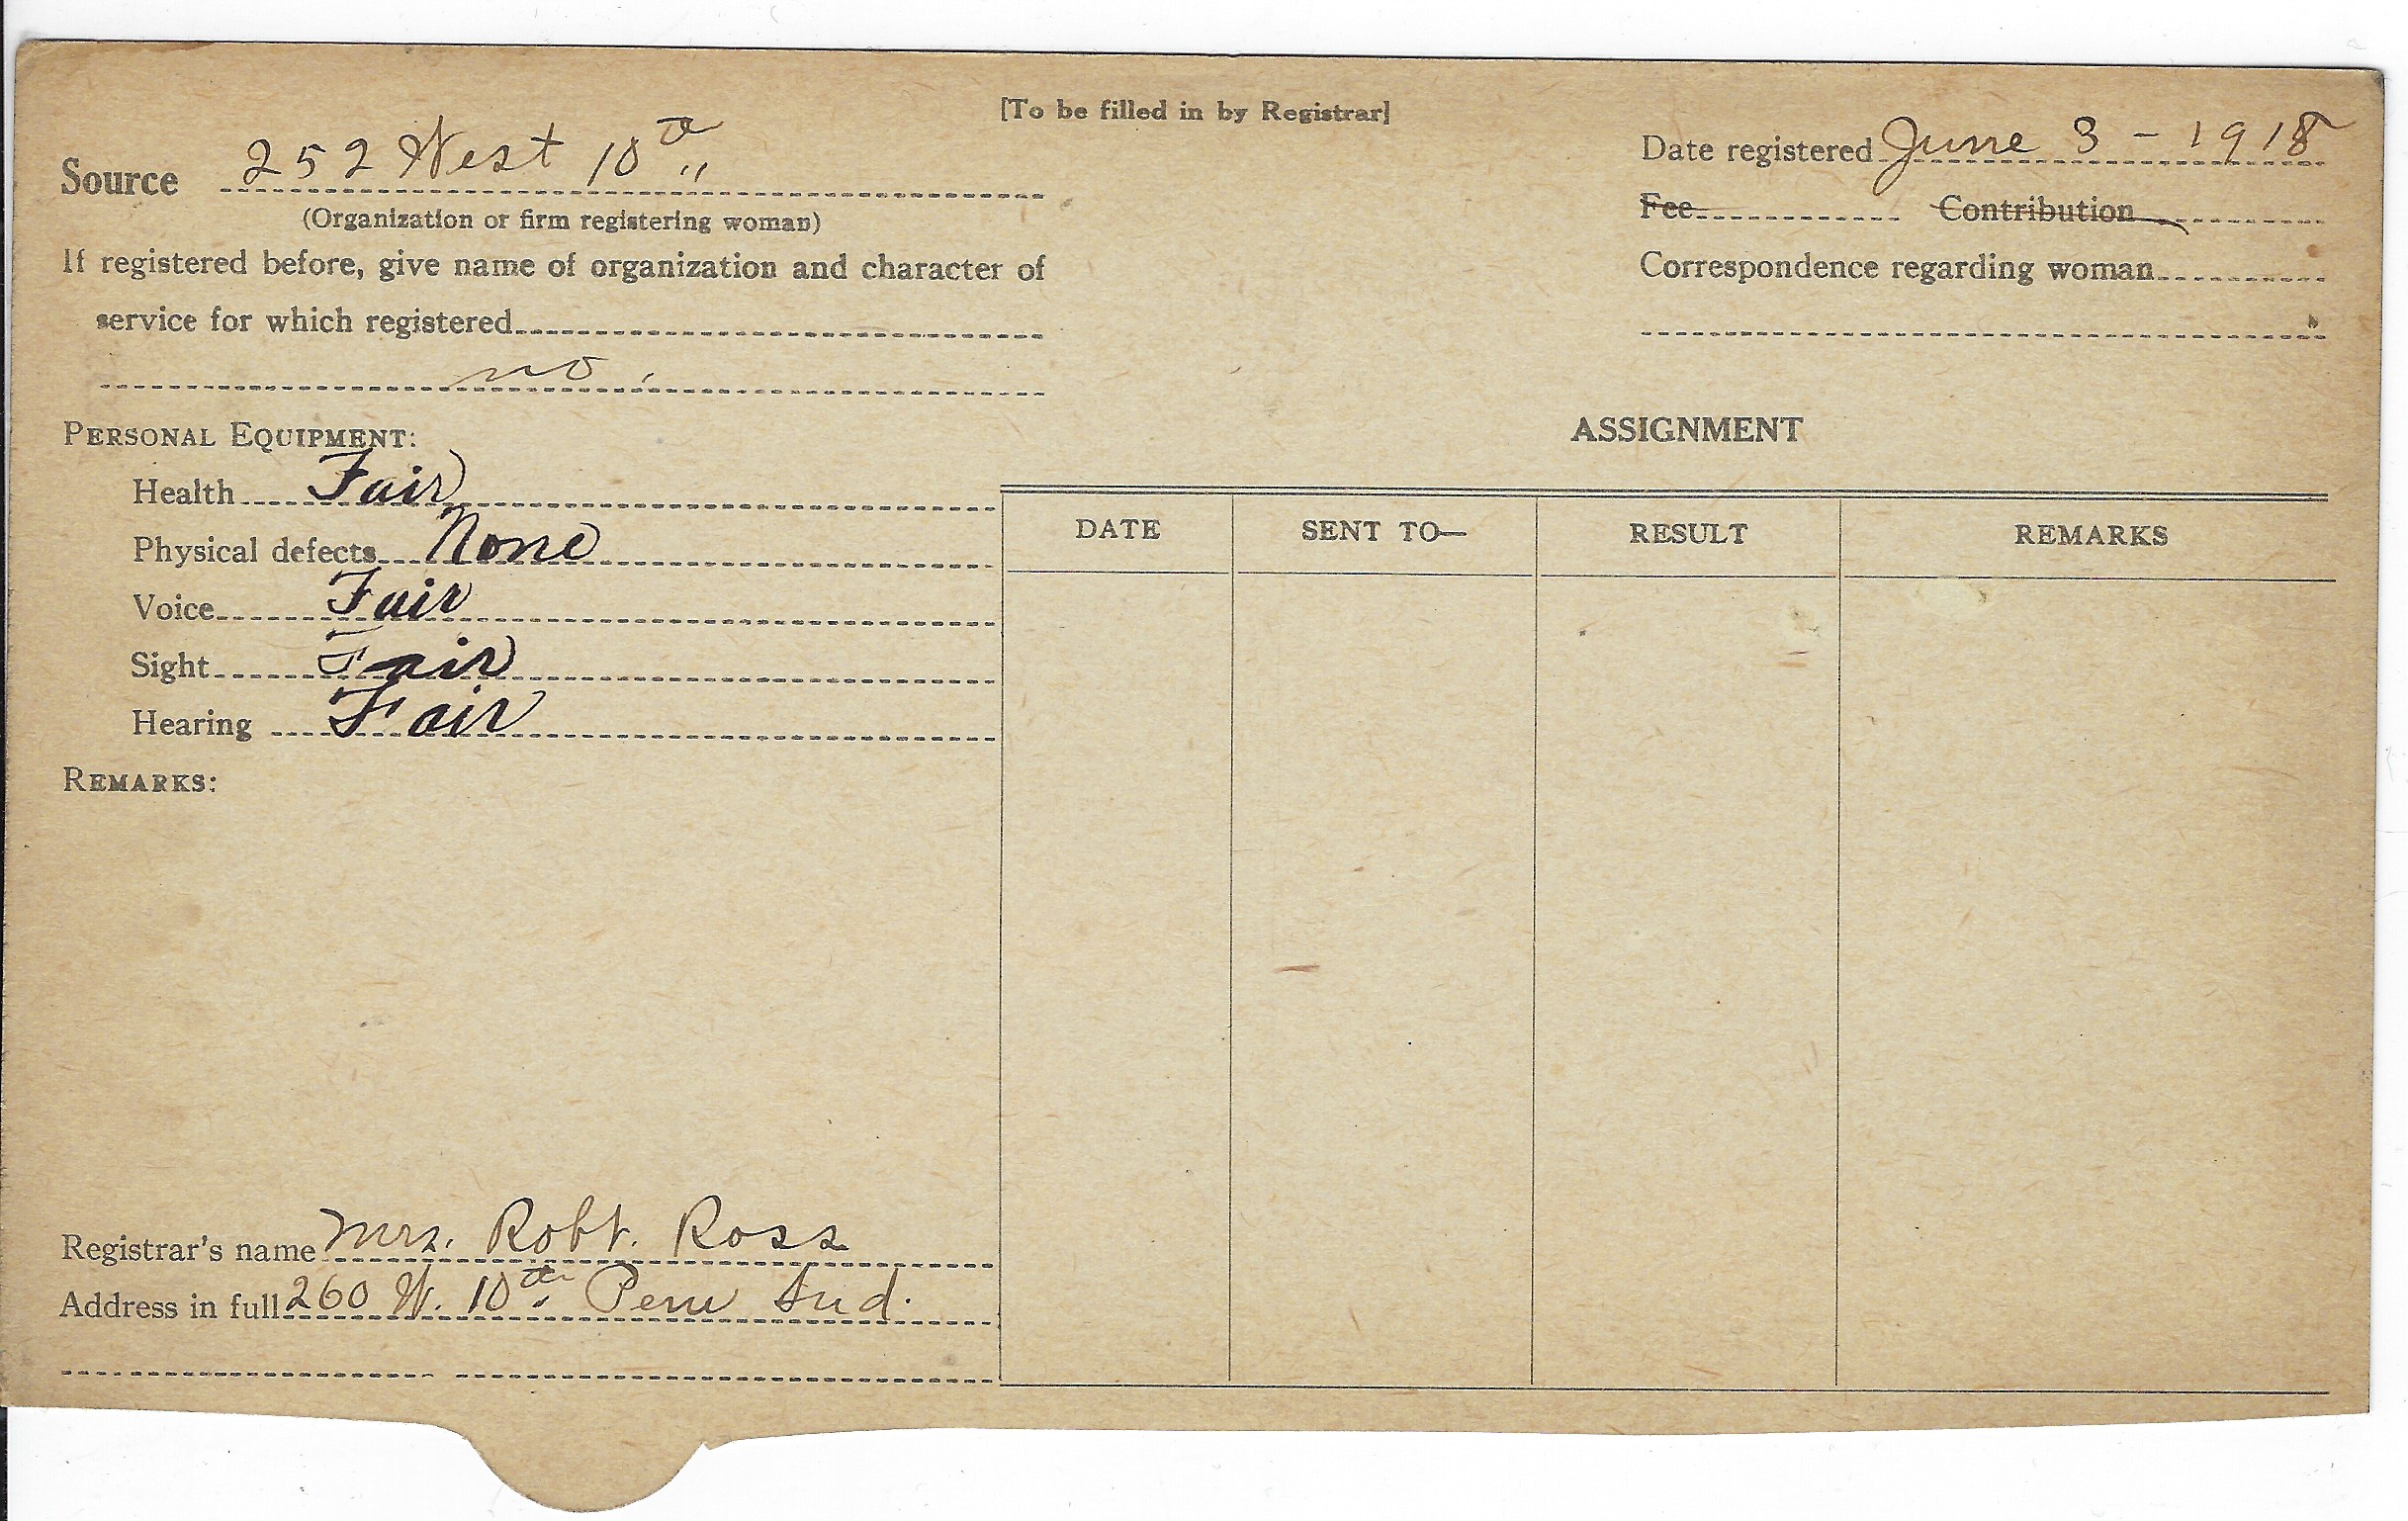 [To be filled in by Registrar]
Source 252 West 10th
(Organization or firm registering woman)
If registered before, give name of organization and character of
service for which registered
no.
Date registered June 3 - 1918
Fee Contribution
Correspondence regarding woman
PERSONAL EQUIPMENT:
Health Fair
Physical defects None
Voice Fair
Sight Fair
Hearing Fair
REMARKS:
ASSIGNMENT
DATE SENT TO— RESULT REMARKS
Registrar's name Mrs. Robt. Ross
Address in full 260 W. 10th Peru Ind.